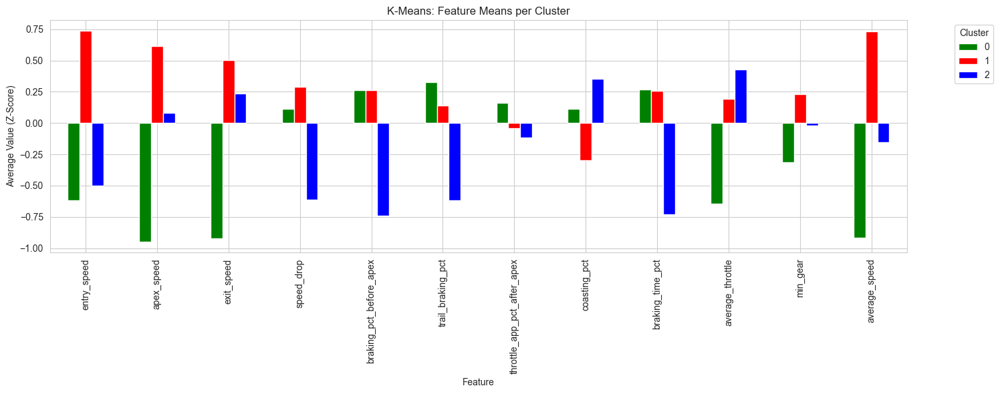 K-Means: Feature Means per Cluster
Average Value (Z-Score)
0.75
0.50
0.25
0.00
−0.25
−0.50
−0.75
−1.00
entry_speed
apex_speed
exit_speed
speed_drop
braking_pct_before_apex
trail_braking_pct
throttle_app_pct_after_apex
coasting_pct
braking_time_pct
average_throttle
min_gear
average_speed
Feature
Cluster
0
1
2